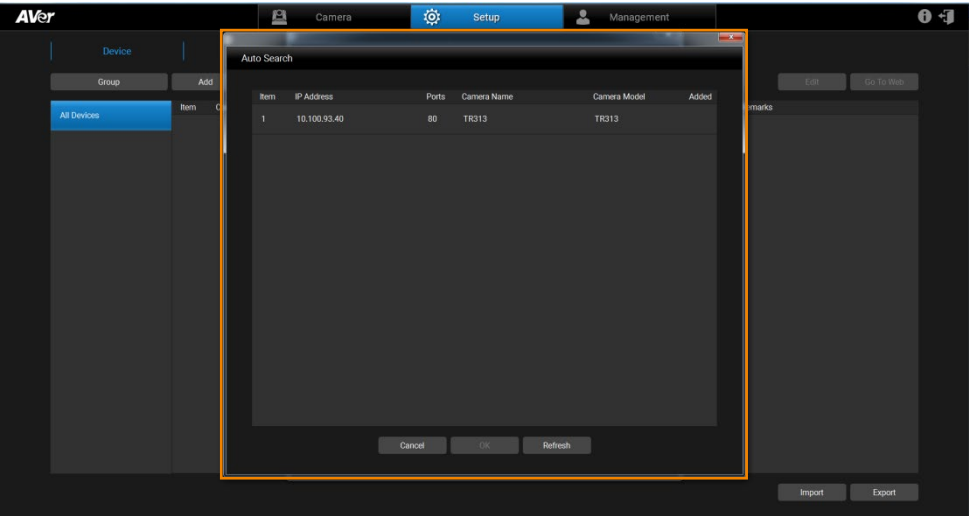 AVer Camera Setup Management
Device
Auto Search
Group Add Edit Go To Web
Item IP Address Ports Camera Name Camera Model Added
All Devices Item
1 10.100.93.40 80 TR313 TR313
Cancel OK Refresh
Import Export